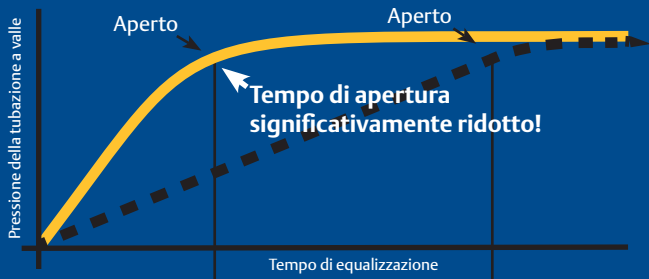 Aperto
Aperto
Tempo di apertura
significativamente ridotto!
Pressione della tubazione a valle
Tempo di equalizzazione